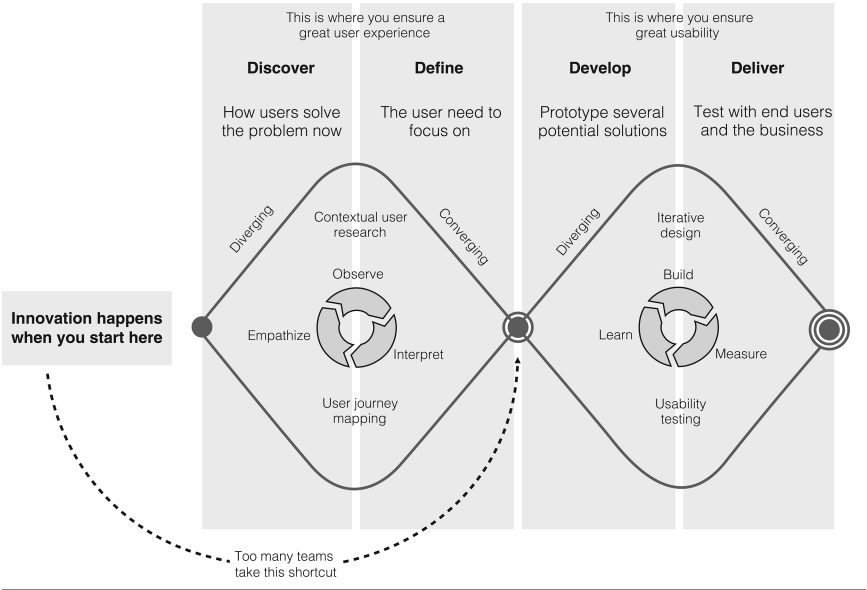 This is where you ensure a
great user experience
This is where you ensure
great usability
Discover
Define
Develop
Deliver
How users solve
the problem now
The user need to
focus on
Prototype several
potential solutions
Test with end users
and the business
Diverging
Contextual user
research
Converging
Diverging
Iterative
design
Converging
Observe
Empathize
Interpret
Build
Learn
Measure
Innovation happens
when you start here
User journey
mapping
Usability
testing
Too many teams
take this shortcut